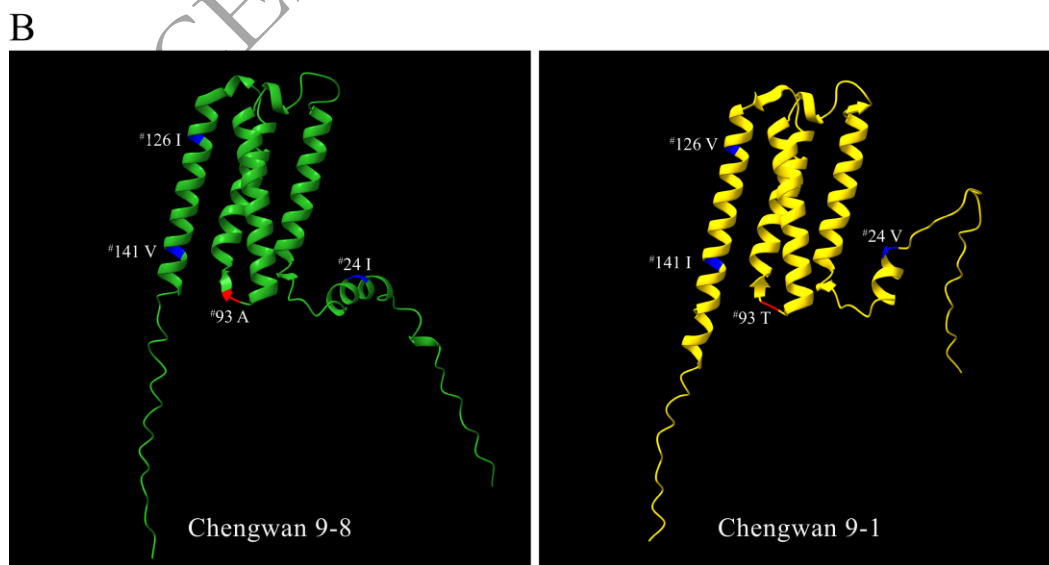 B
#126 I
#141 V
#24 I
#93 A
Chengwan 9-8
#126 V
#24 V
#141 I
#93 T
Chengwan 9-1